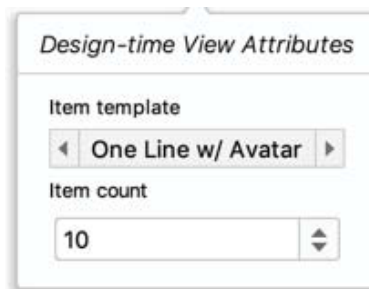 Design-time View Attributes
Item template
One Line w/ Avatar
Item count
10